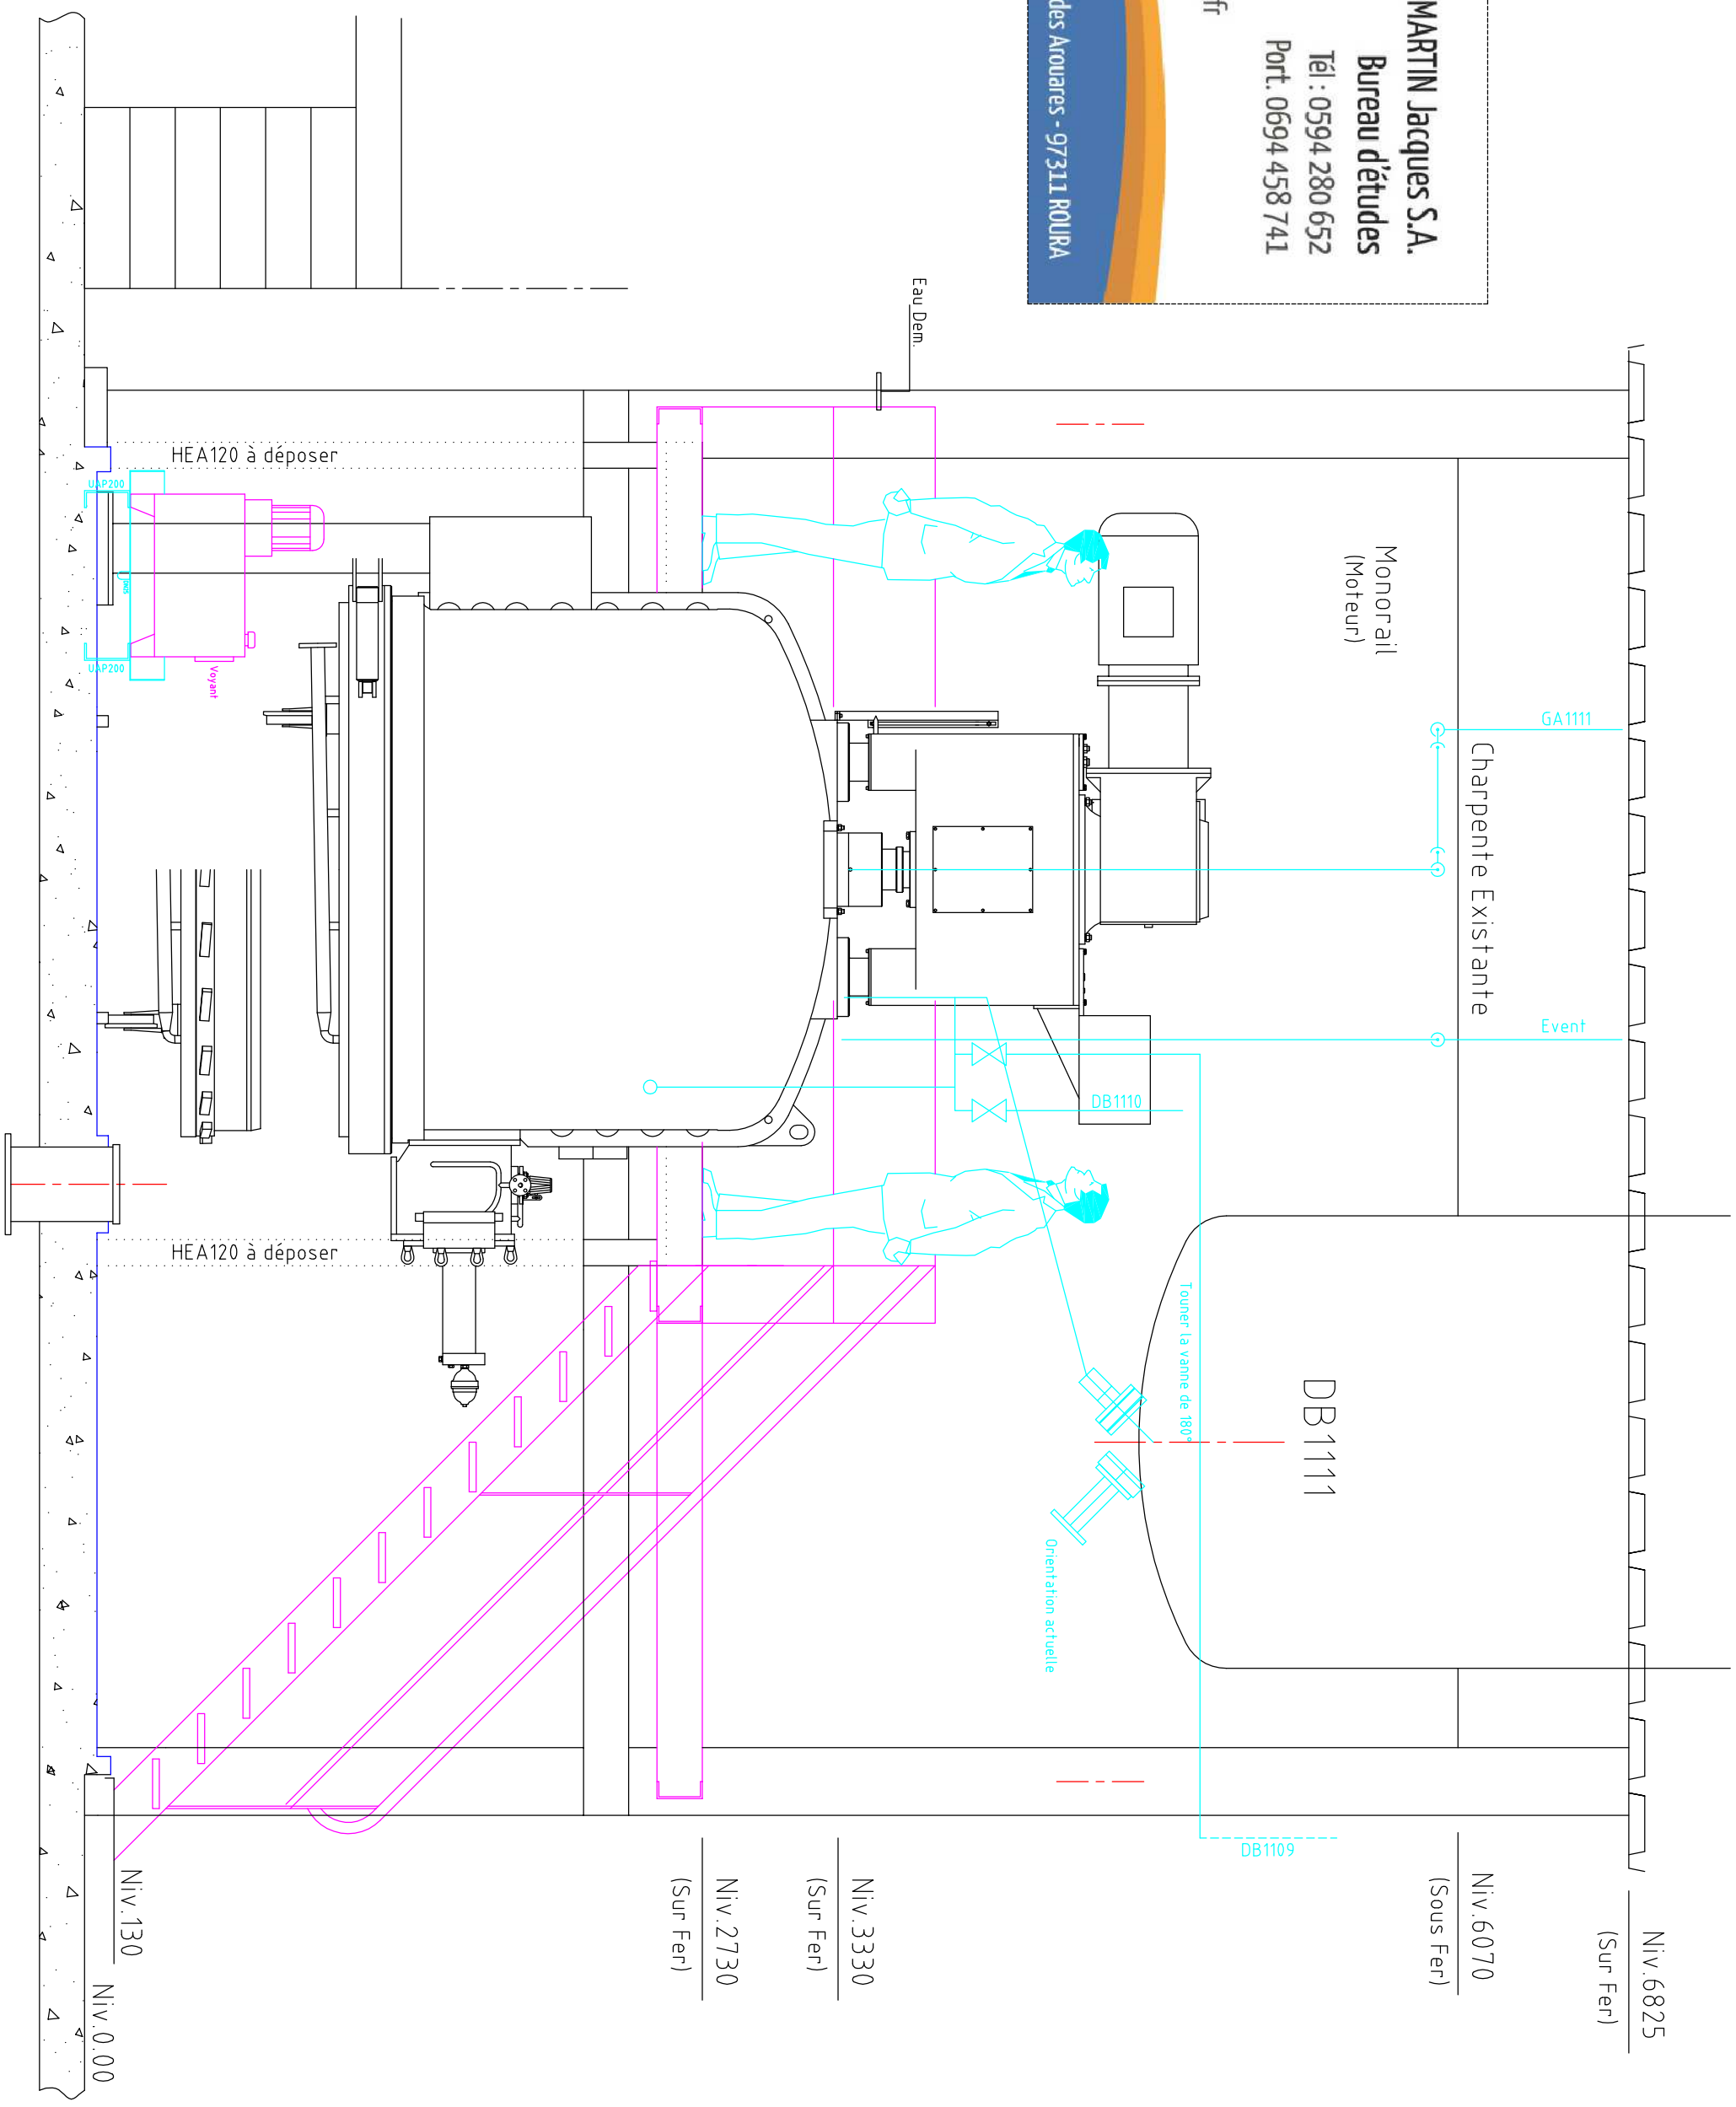 MARTIN Jacques S.A.
Bureau d'études
Tél : 0594 280 652
Port. 0694 458 741
fr
des Arouares - 97311 ROURA
Eau Dem.
HEA120 à déposer
UAP200
UAP200
Voyant
Monorail
(Moteur)
GA1111
Charpente Existante
Event
DB1110
HEA120 à déposer
Touner la vanne de 180°
DB1111
Orientation actuelle
DB1109
Niv.6825
(Sur Fer)
Niv.6070
(Sous Fer)
Niv.3330
(Sur Fer)
Niv.2730
(Sur Fer)
Niv.130
Niv.0.00